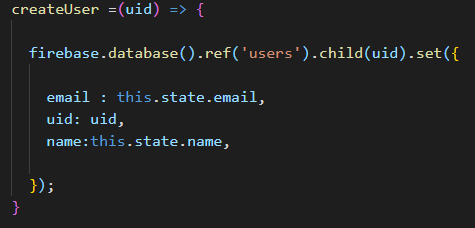 createUser =(uid) => {
firebase.database().ref('users').child(uid).set({
email : this.state.email,
uid: uid,
name:this.state.name,
});
}